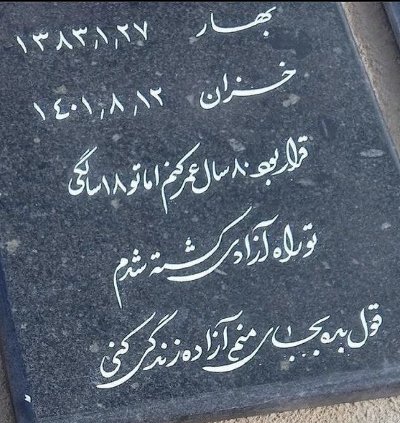 بهار ۱۳۸۳,۱,۲۷
خزان ۱۴۰۱,۸,۱۲
قرار بود ۸۰ سال عمر کنم اما تو ۱۸ سالگی
تو راه آزادی کشته شدم
قول بده بجای منم آزاده زندگی کنی